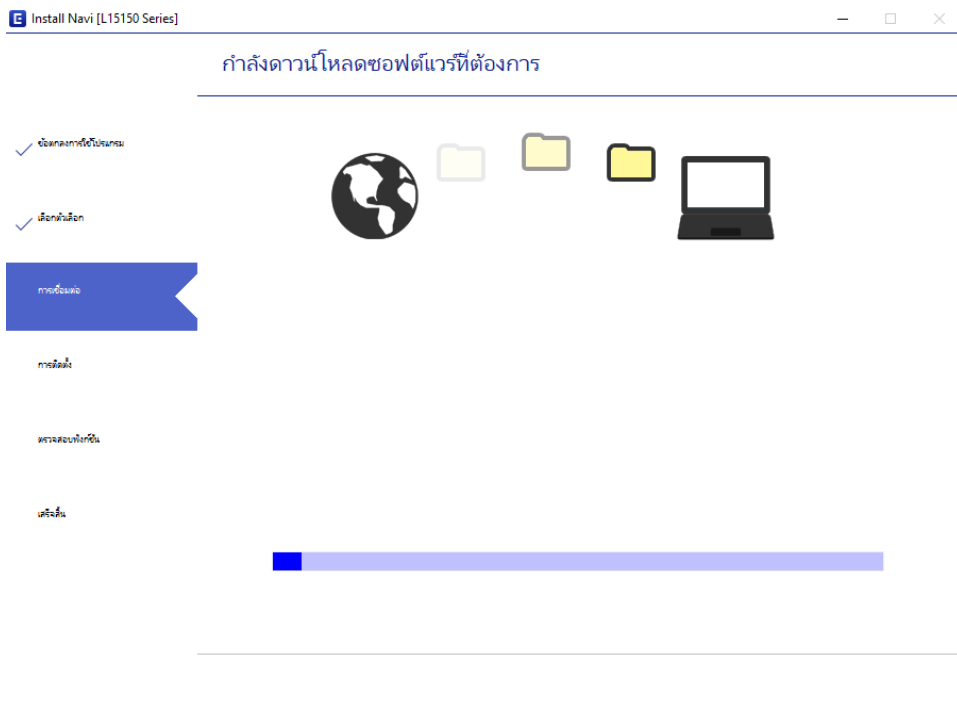 Install Navi [L15150 Series]
กำลังดาวน์โหลดซอฟต์แวร์ที่ต้องการ
ข้อตกลงการใช้โปรแกรม
เลือกตัวเลือก
การเชื่อมต่อ
การติดตั้ง
ตรวจสอบฟังก์ชัน
เสร็จสิ้น